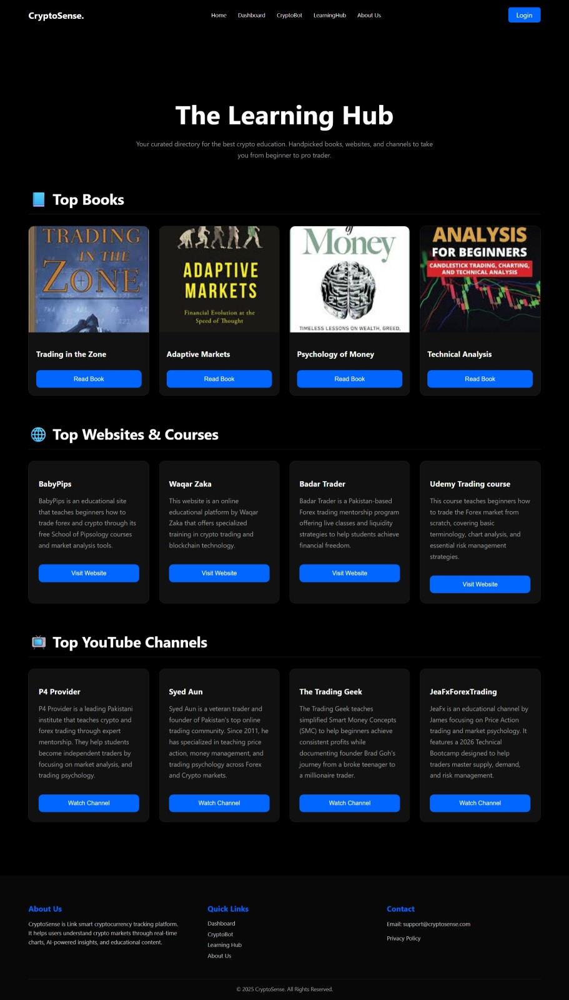 CryptoSense.
Home
Dashboard
CryptoBot
LearningHub
About Us
Login
The Learning Hub
Your curated directory for the best crypto education. Handpicked books, websites, and channels to take
you from beginner to pro trader.
Top Books
TRADING
IN THE
ZONE
ADAPTIVE
MARKETS
Financial Evolution at the
Speed of Thought
of
Money
TIMELESS LESSONS ON WEALTH, GREED,
ANALYSIS
FOR BEGINNERS
CANDLESTICK TRADING, CHARTING,
AND TECHNICAL ANALYSIS
Trading in the Zone
Read Book
Adaptive Markets
Read Book
Psychology of Money
Read Book
Technical Analysis
Read Book
Top Websites & Courses
BabyPips
BabyPips is an educational site
that teaches beginners how to
trade forex and crypto through its
free School of Pipsology courses
and market analysis tools.
Visit Website
Waqar Zaka
This website is an online
educational platform by Waqar
Zaka that offers specialized
training in crypto trading and
blockchain technology.
Visit Website
Badar Trader
Badar Trader is a Pakistan-based
Forex trading mentorship program
offering live classes and liquidity
strategies to help students achieve
financial freedom.
Visit Website
Udemy Trading course
This course teaches beginners how
to trade the Forex market from
scratch, covering basic
terminology, chart analysis, and
essential risk management
strategies.
Visit Website
Top YouTube Channels
P4 Provider
P4 Provider is a leading Pakistani
institute that teaches crypto and
forex trading through expert
mentorship. They help students
become independent traders by
focusing on market analysis, and
trading psychology.
Watch Channel
Syed Aun
Syed Aun is a veteran trader and
founder of Pakistan's top online
trading community. Since 2011, he
has specialized in teaching price
action, money management, and
trading psychology across Forex
and Crypto markets.
Watch Channel
The Trading Geek
The Trading Geek teaches
simplified Smart Money Concepts
(SMC) to help beginners achieve
consistent profits while
documenting founder Brad Goh's
journey from a broke teenager to
a millionaire trader.
Watch Channel
JeaFxForexTrading
JeaFx is an educational channel by
James focusing on Price Action
trading and market psychology. It
features a 2026 Technical
Bootcamp designed to help
traders master supply, demand,
and risk management.
Watch Channel
About Us
CryptoSense is Link smart cryptocurrency tracking platform.
It helps users understand crypto markets through real-time
charts, AI-powered insights, and educational content.
Quick Links
Dashboard
CryptoBot
Learning Hub
About Us
Contact
Email: support@cryptosense.com
Privacy Policy
© 2025 CryptoSense. All Rights Reserved.